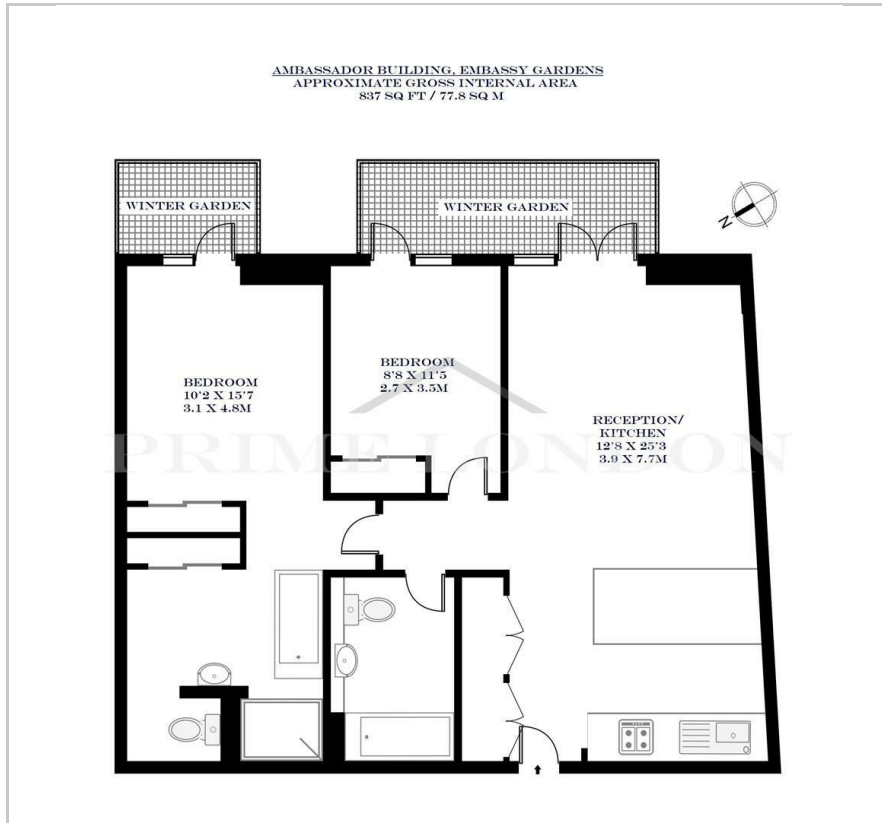 AMBASSADOR BUILDING, EMBASSY GARDENS
APPROXIMATE GROSS INTERNAL AREA
837 SQ FT / 77.8 SQ M
WINTER GARDEN
WINTER GARDEN
N
BEDROOM
10'2 X 15'7
3.1 X 4.8M
BEDROOM
8'8 X 11'5
2.7 X 3.5M
RECEPTION/
KITCHEN
12'8 X 25'3
3.9 X 7.7M
PRIME LONDON